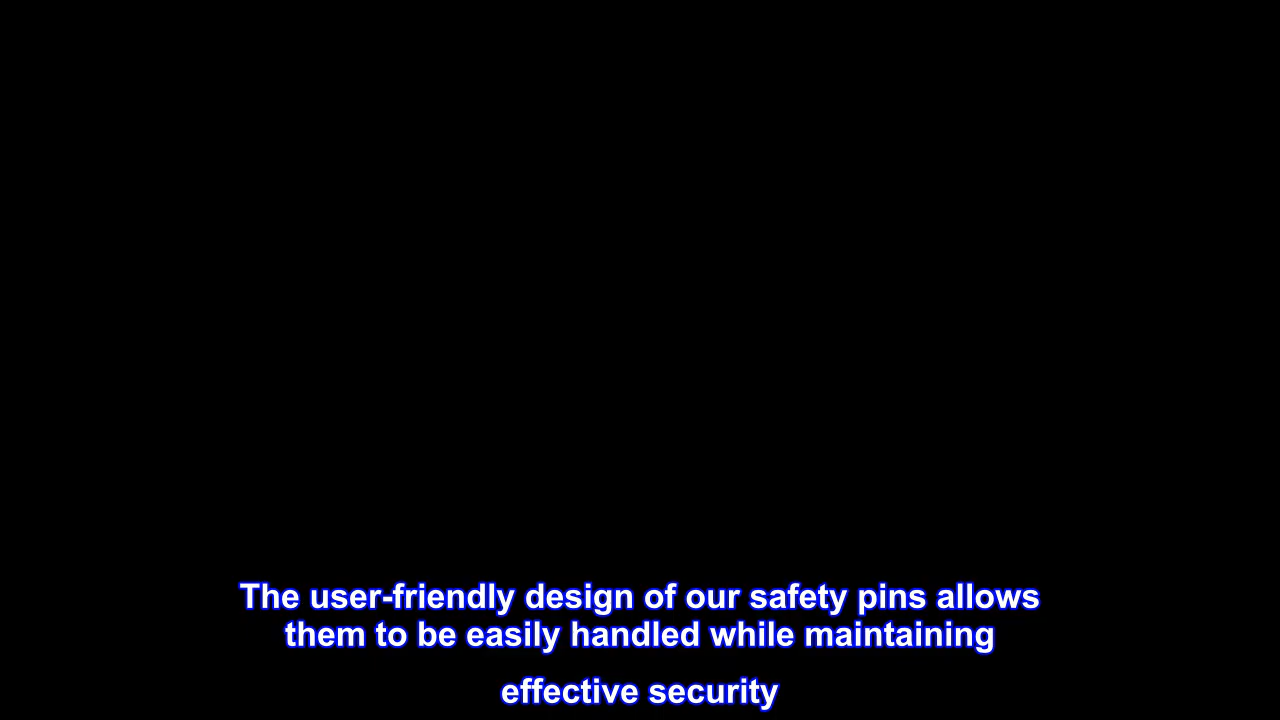 The user-friendly design of our safety pins allows
them to be easily handled while maintaining
effective security